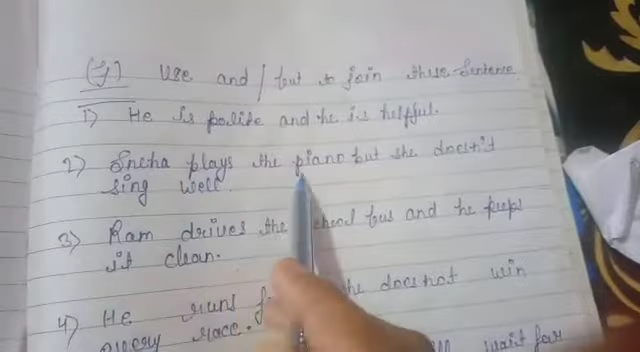 (g) Use and / but to join these sentence
1) He is polite and he is helpful.
2) Sneha plays the piano but she doesn't
sing well.
3) Ram drives the bus and he keeps
it clean.
4) He runs he does not win
every race.
wait for